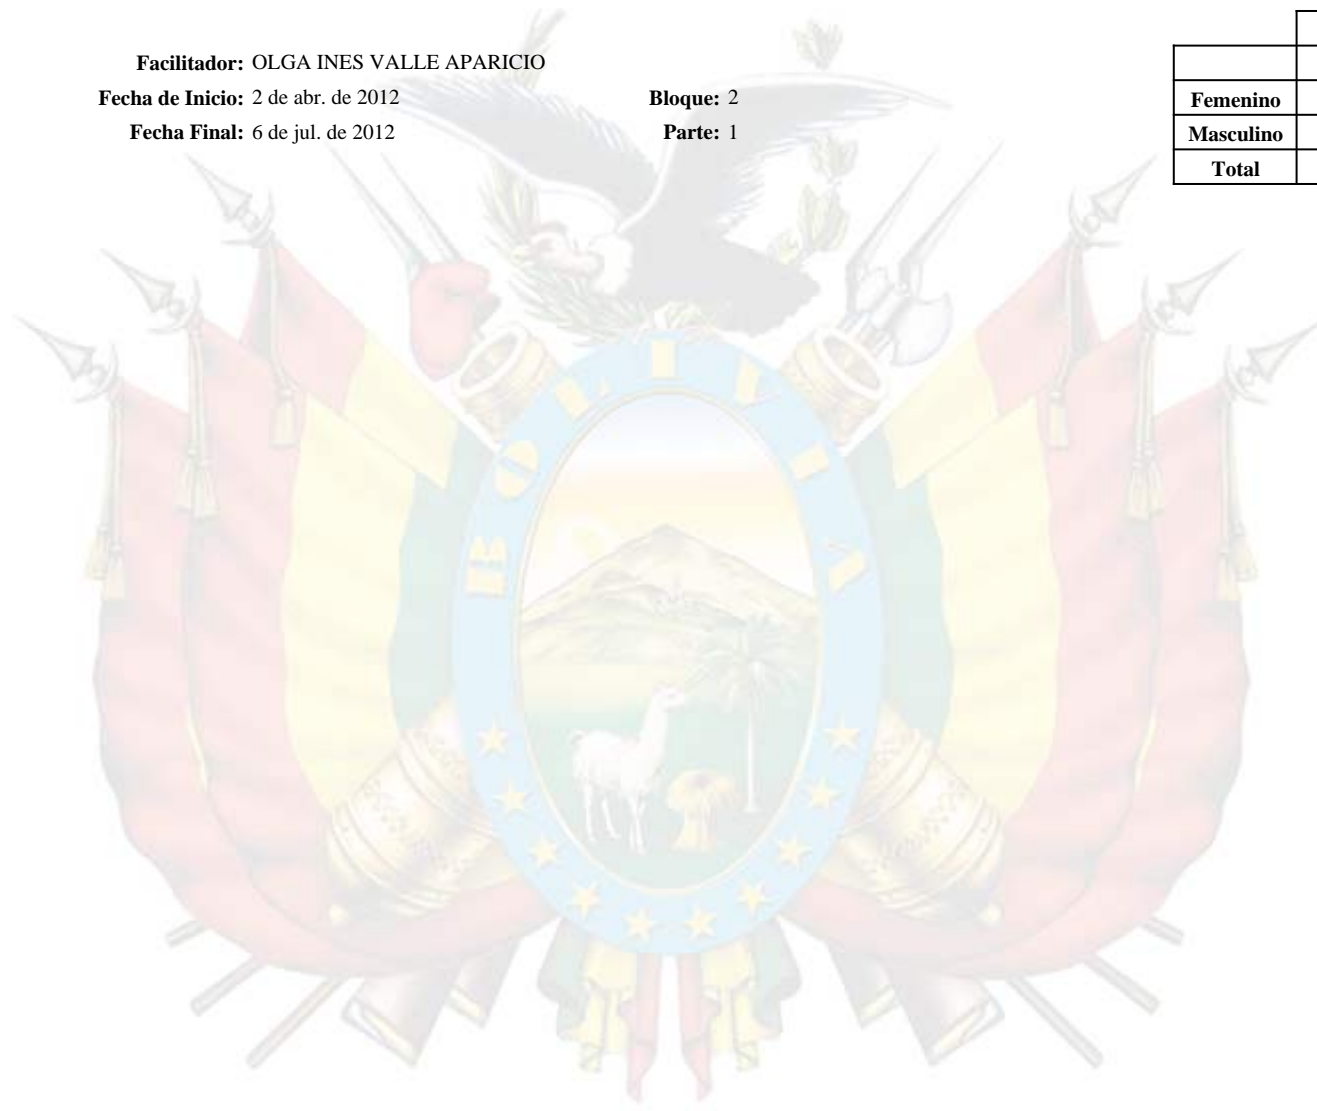 Facilitador: OLGA INES VALLE APARICIO
Fecha de Inicio: 2 de abr. de 2012 Bloque: 2
Fecha Final: 6 de jul. de 2012 Parte: 1
Femenino
Masculino
Total
BOLIVIA